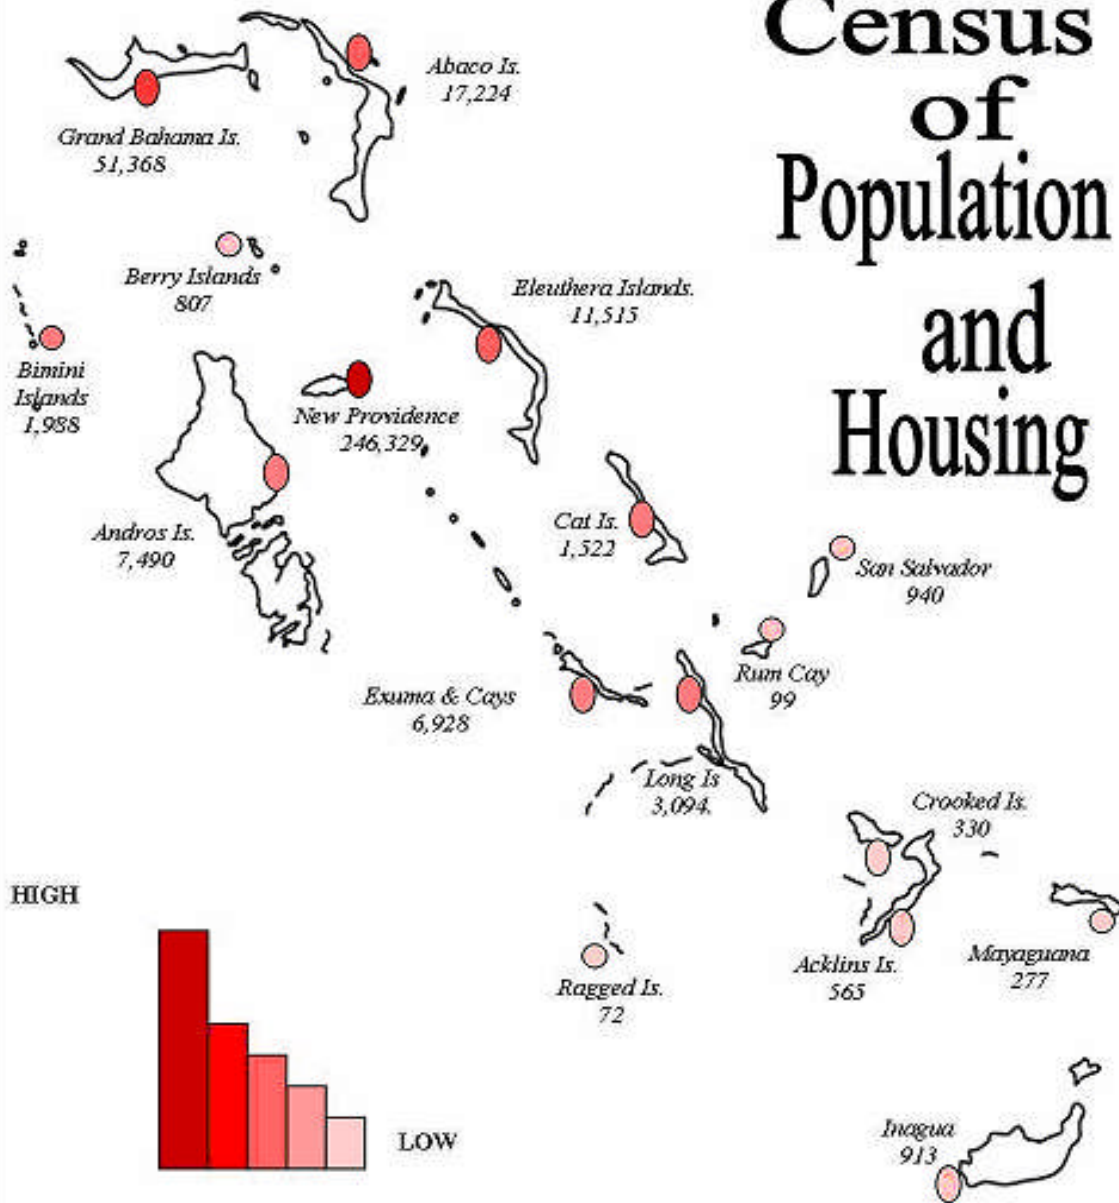 Census
of
Population
and
Housing
Abaco Is.
17,224
Grand Bahama Is.
51,368
Berry Islands
807
Eleuthera Islands.
11,515
Bimini
Islands
1,988
New Providence
246,329
Andros Is.
7,490
Cat Is.
1,522
San Salvador
940
Rum Cay
99
Exuma & Cays
6,928
Long Is
3,094.
Crooked Is.
330
HIGH
Acklins Is.
565
Mayaguana
277
Ragged Is.
72
LOW
Inagua
913